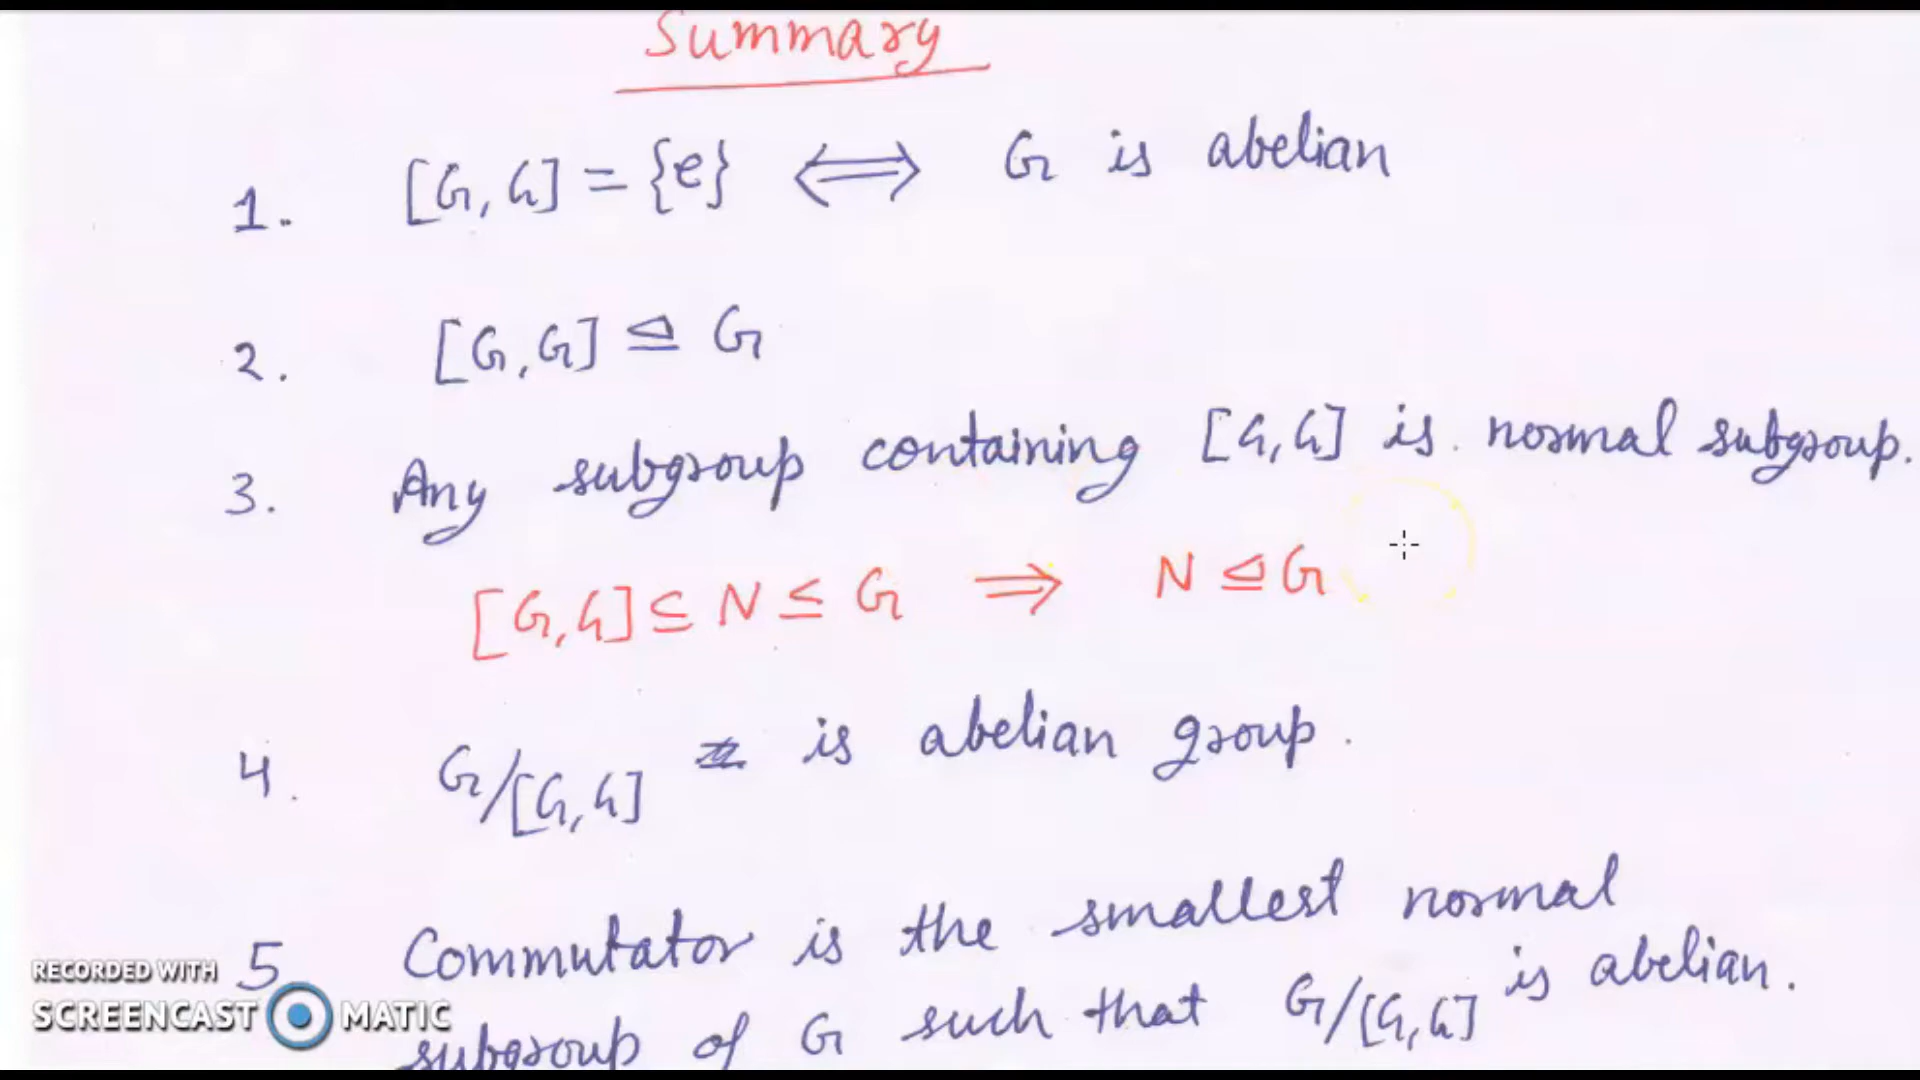 Summary
1. [G, G] = {e} ⟺ G is abelian
2. [G, G] ⊴ G
3. Any subgroup containing [G, G] is normal subgroup.
[G, G] ⊆ N ≤ G ⟹ N ⊴ G
4. G/[G, G] is abelian group.
5 Commutator is the smallest normal
subgroup of G such that G/[G, G] is abelian.
RECORDED WITH
SCREENCAST MATIC